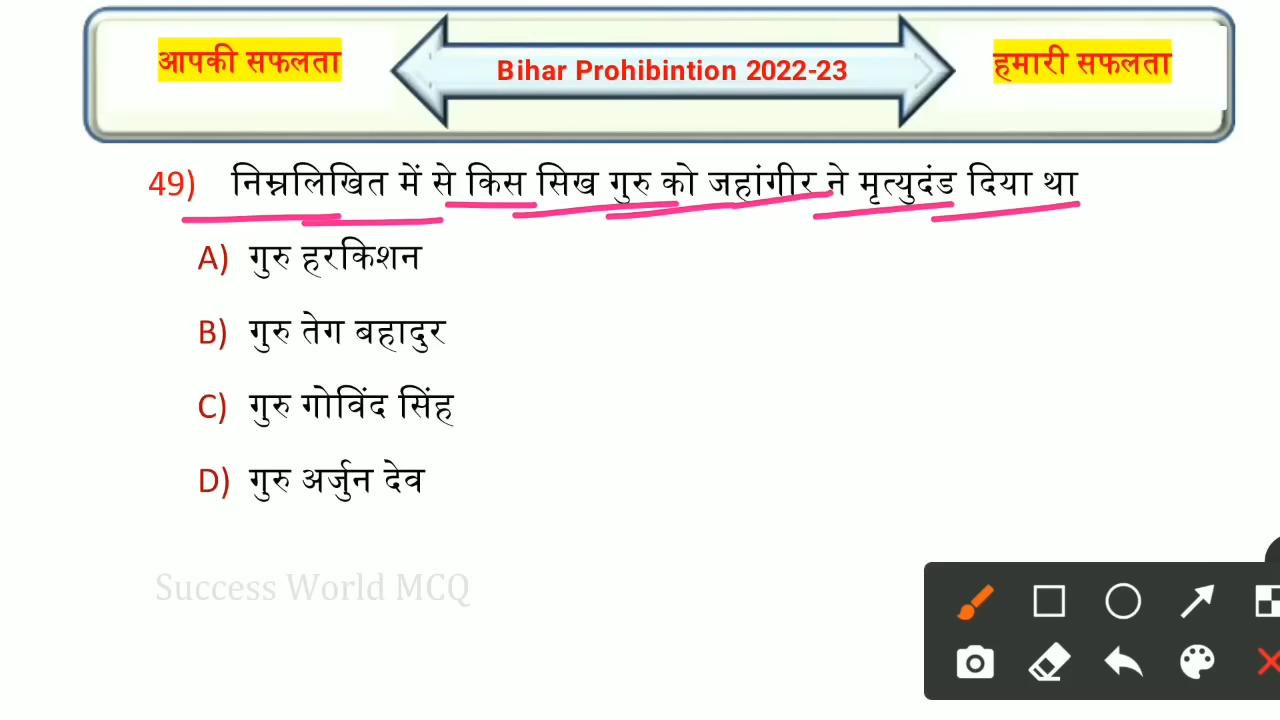 आपकी सफलता
Bihar Prohibintion 2022-23
हमारी सफलता
49) निम्नलिखित में से किस सिख गुरु को जहांगीर ने मृत्युदंड दिया था
A) गुरु हरकिशन
B) गुरु तेग बहादुर
C) गुरु गोविंद सिंह
D) गुरु अर्जुन देव
Success World MCQ